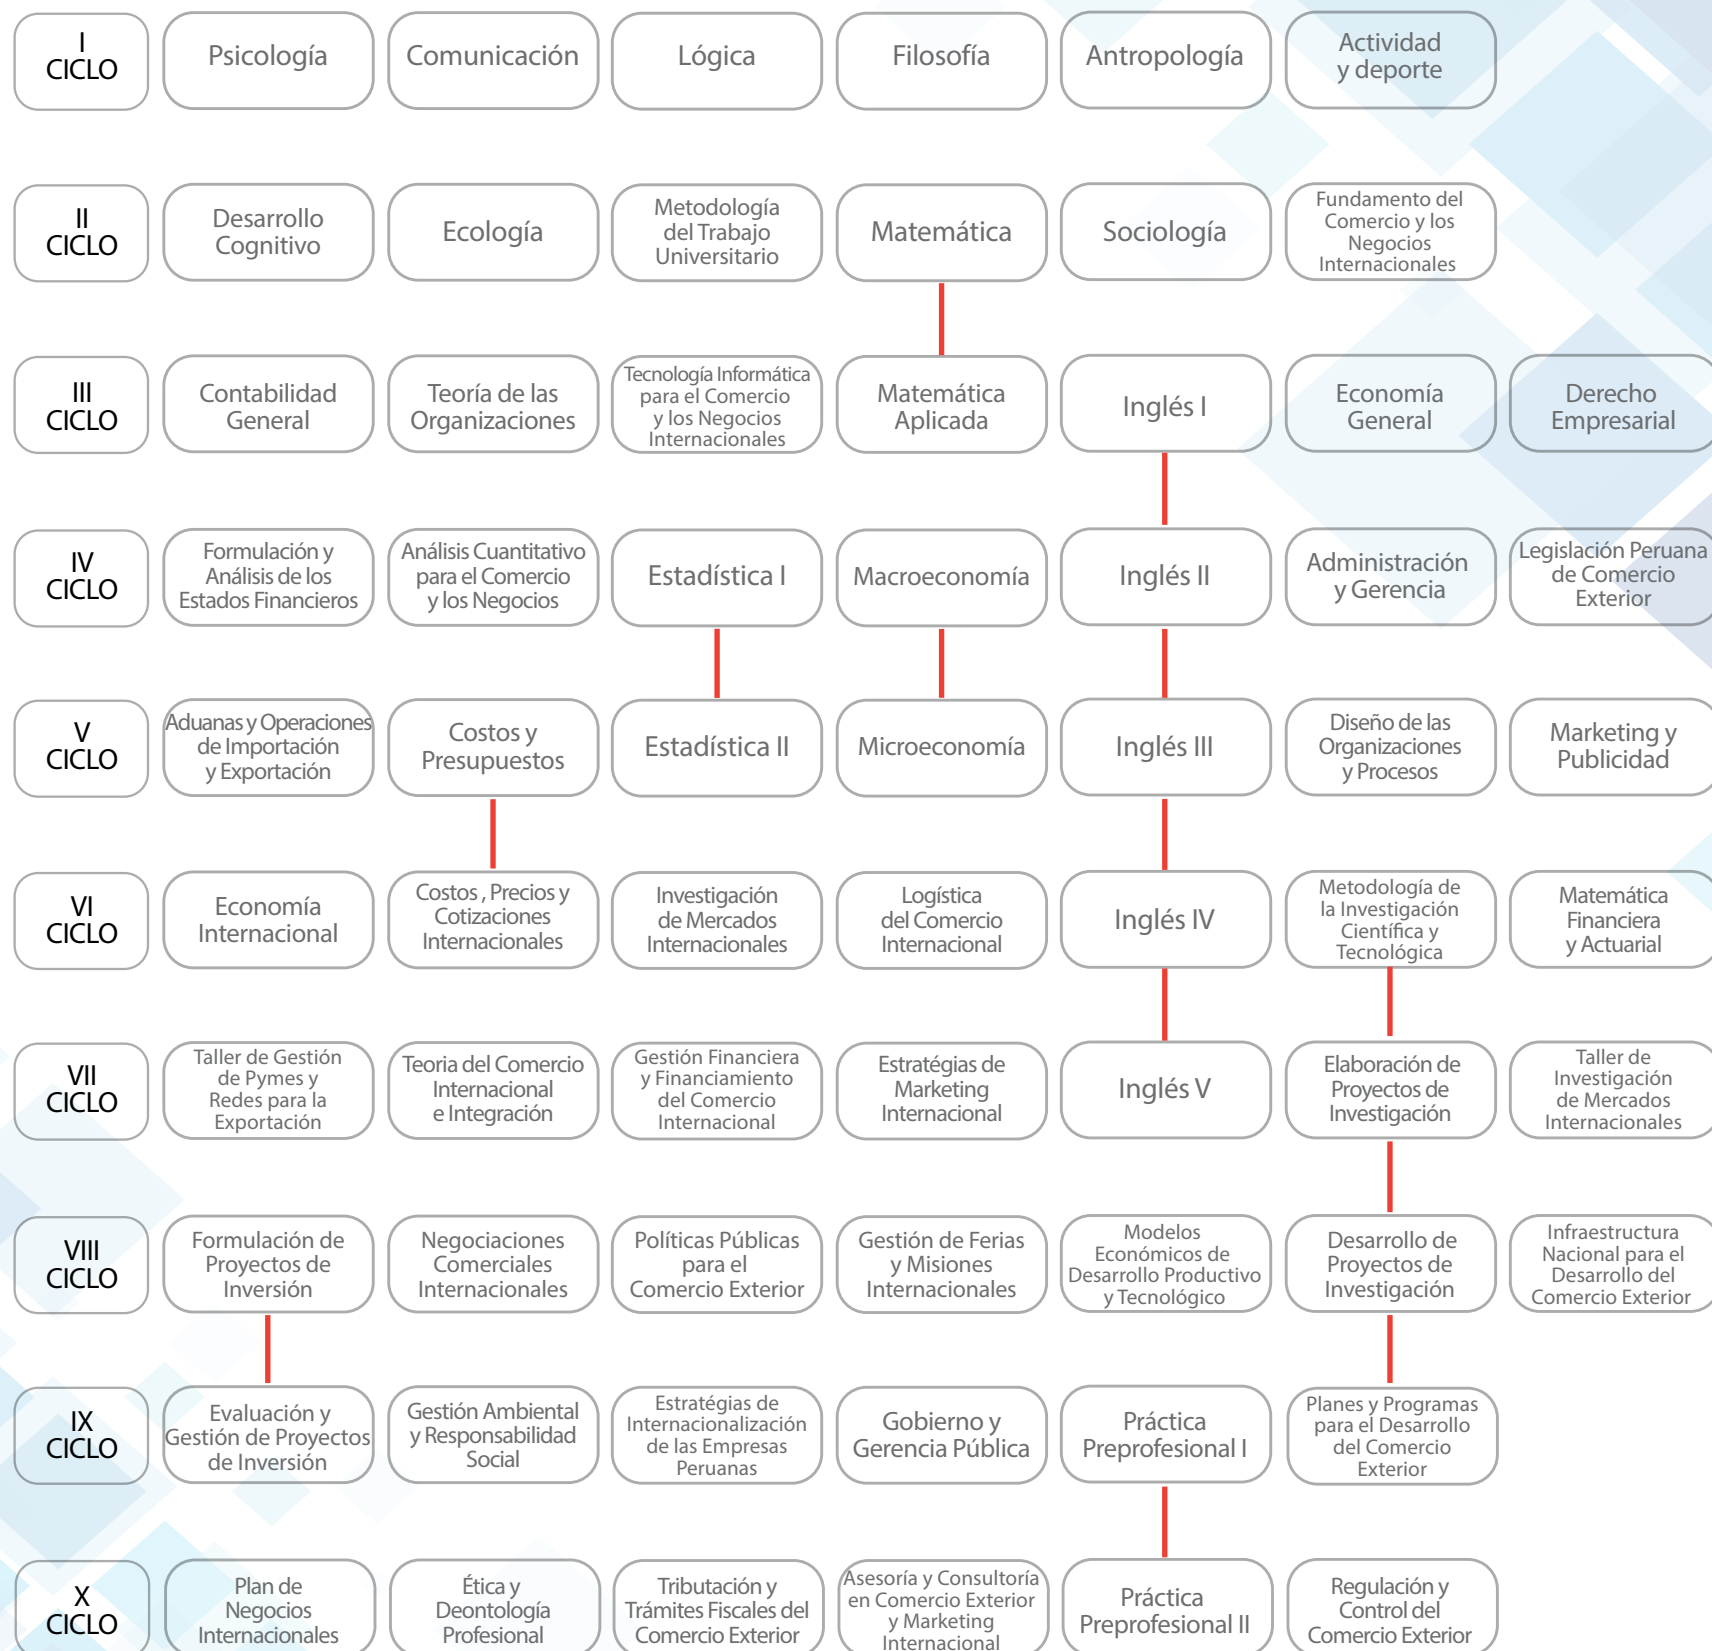 I
CICLO
Psicología
Comunicación
Lógica
Filosofía
Antropología
Actividad
y deporte
II
CICLO
Desarrollo
Cognitivo
Ecología
Metodología
del Trabajo
Universitario
Matemática
Sociología
Fundamento del
Comercio y los
Negocios
Internacionales
III
CICLO
Contabilidad
General
Teoría de las
Organizaciones
Tecnología Informática
para el Comercio
y los Negocios
Internacionales
Matemática
Aplicada
Inglés I
Economía
General
Derecho
Empresarial
IV
CICLO
Formulación y
Análisis de los
Estados Financieros
Análisis Cuantitativo
para el Comercio
y los Negocios
Estadística I
Macroeconomía
Inglés II
Administración
y Gerencia
Legislación Peruana
de Comercio
Exterior
V
CICLO
Aduanas y Operaciones
de Importación
y Exportación
Costos y
Presupuestos
Estadística II
Microeconomía
Inglés III
Diseño de las
Organizaciones
y Procesos
Marketing y
Publicidad
VI
CICLO
Economía
Internacional
Costos , Precios y
Cotizaciones
Internacionales
Investigación
de Mercados
Internacionales
Logística
del Comercio
Internacional
Inglés IV
Metodología de
la Investigación
Científica y
Tecnológica
Matemática
Financiera
y Actuarial
VII
CICLO
Taller de Gestión
de Pymes y
Redes para la
Exportación
Teoria del Comercio
Internacional
e Integración
Gestión Financiera
y Financiamiento
del Comercio
Internacional
Estratégias de
Marketing
Internacional
Inglés V
Elaboración de
Proyectos de
Investigación
Taller de
Investigación
de Mercados
Internacionales
VIII
CICLO
Formulación de
Proyectos de
Inversión
Negociaciones
Comerciales
Internacionales
Políticas Públicas
para el
Comercio Exterior
Gestión de Ferias
y Misiones
Internacionales
Modelos
Económicos de
Desarrollo Productivo
y Tecnológico
Desarrollo de
Proyectos de
Investigación
Infraestructura
Nacional para el
Desarrollo del
Comercio Exterior
IX
CICLO
Evaluación y
Gestión de Proyectos
de Inversión
Gestión Ambiental
y Responsabilidad
Social
Estratégias de
Internacionalización
de las Empresas
Peruanas
Gobierno y
Gerencia Pública
Práctica
Preprofesional I
Planes y Programas
para el Desarrollo
del Comercio
Exterior
X
CICLO
Plan de
Negocios
Internacionales
Ética y
Deontología
Profesional
Tributación y
Trámites Fiscales del
Comercio Exterior
Asesoría y Consultoría
en Comercio Exterior
y Marketing
Internacional
Práctica
Preprofesional II
Regulación y
Control del
Comercio Exterior